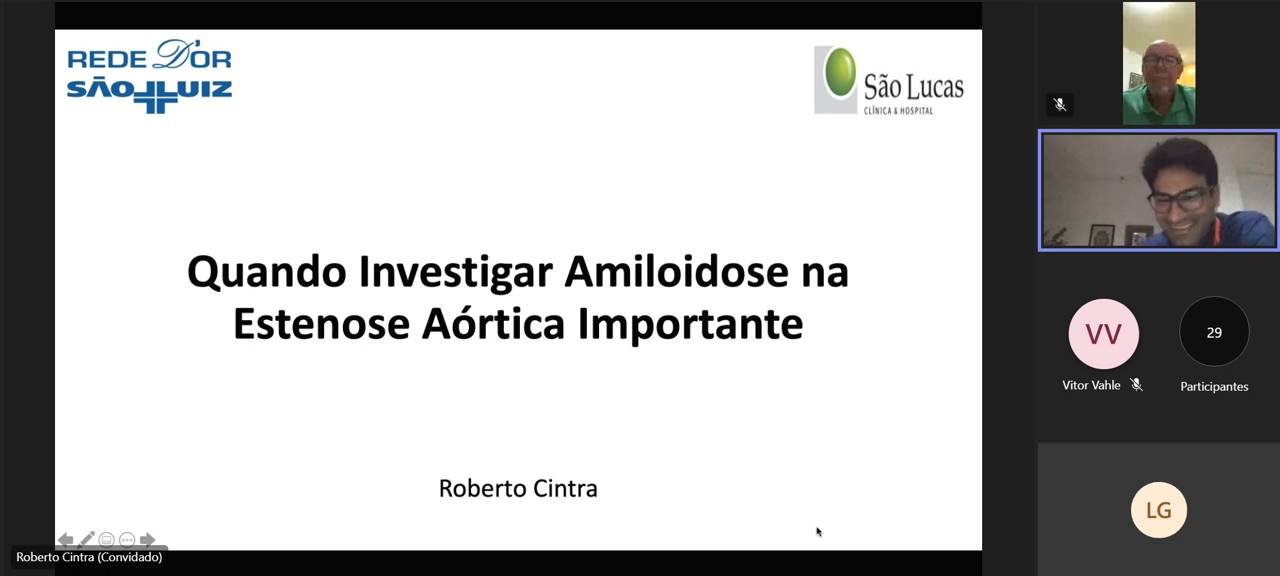 REDE D'OR
SÃO LUIZ
São Lucas
CLÍNICA & HOSPITAL
Quando Investigar Amiloidose na
Estenose Aórtica Importante
Roberto Cintra
Roberto Cintra (Convidado)
VV
Vitor Vahle
29
Participantes
LG